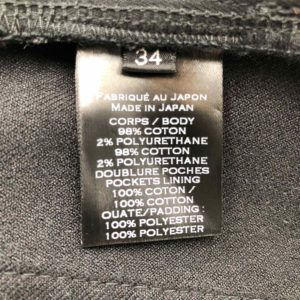 34
FABRIQUÉ AU JAPON
MADE IN JAPAN
CORPS / BODY
98% COTON
2% POLYURETHANE
98% COTTON
2% POLYURETHANE
DOUBLURE POCHES
POCKETS LINING
100% COTON /
100% COTTON
OUATE/PADDING :
100% POLYESTER
100% POLYESTER